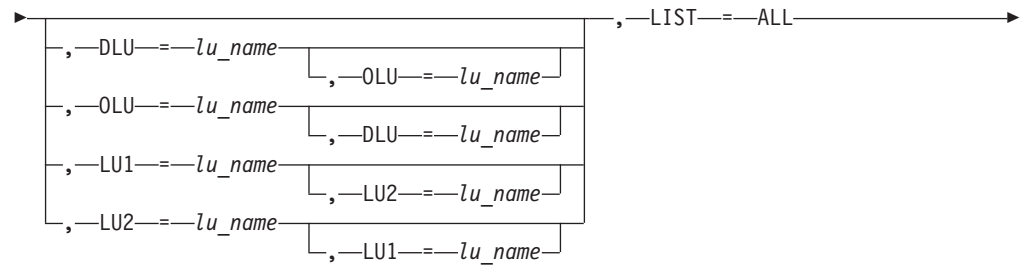 , LIST = ALL
, DLU = lu_name
, OLU = lu_name
, OLU = lu_name
, DLU = lu_name
, LU1 = lu_name
, LU2 = lu_name
, LU2 = lu_name
, LU1 = lu_name